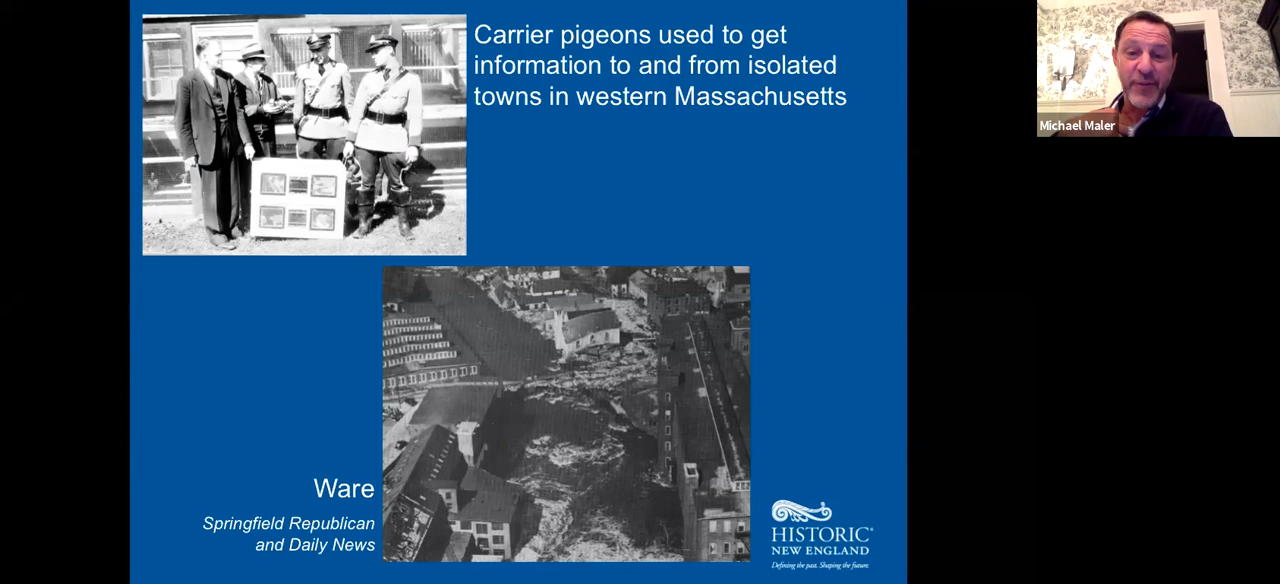 Carrier pigeons used to get
information to and from isolated
towns in western Massachusetts
Michael Maler
Ware
Springfield Republican
and Daily News
HISTORIC®
NEW ENGLAND
Defining the past. Shaping the future.